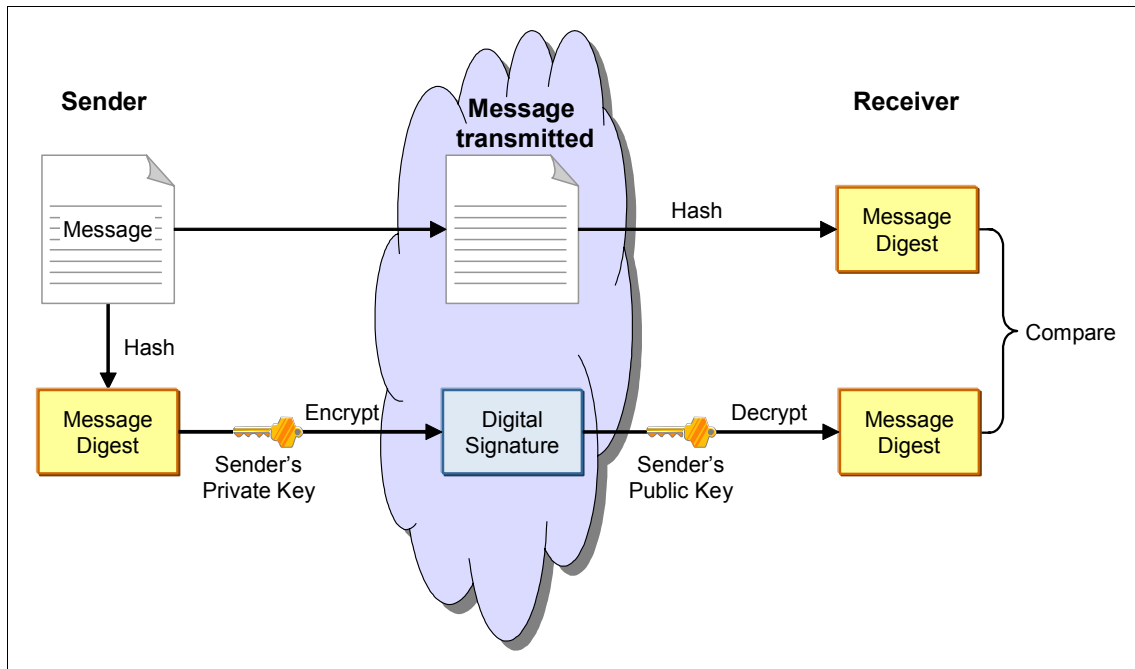 Sender
Message
transmitted
Receiver
Message
Hash
Message
Digest
Hash
Compare
Message
Digest
Encrypt
Sender's
Private Key
Digital
Signature
Decrypt
Sender's
Public Key
Message
Digest